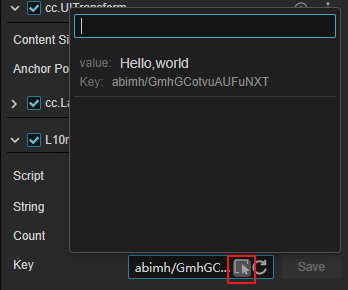 cc.UITransform
Content Si
Anchor Po
cc.La
L10n
Script
String
Count
Key
value: Hello,world
Key: abimh/GmhGCotvuAUFuNXT
abimh/GmhGC...
Save